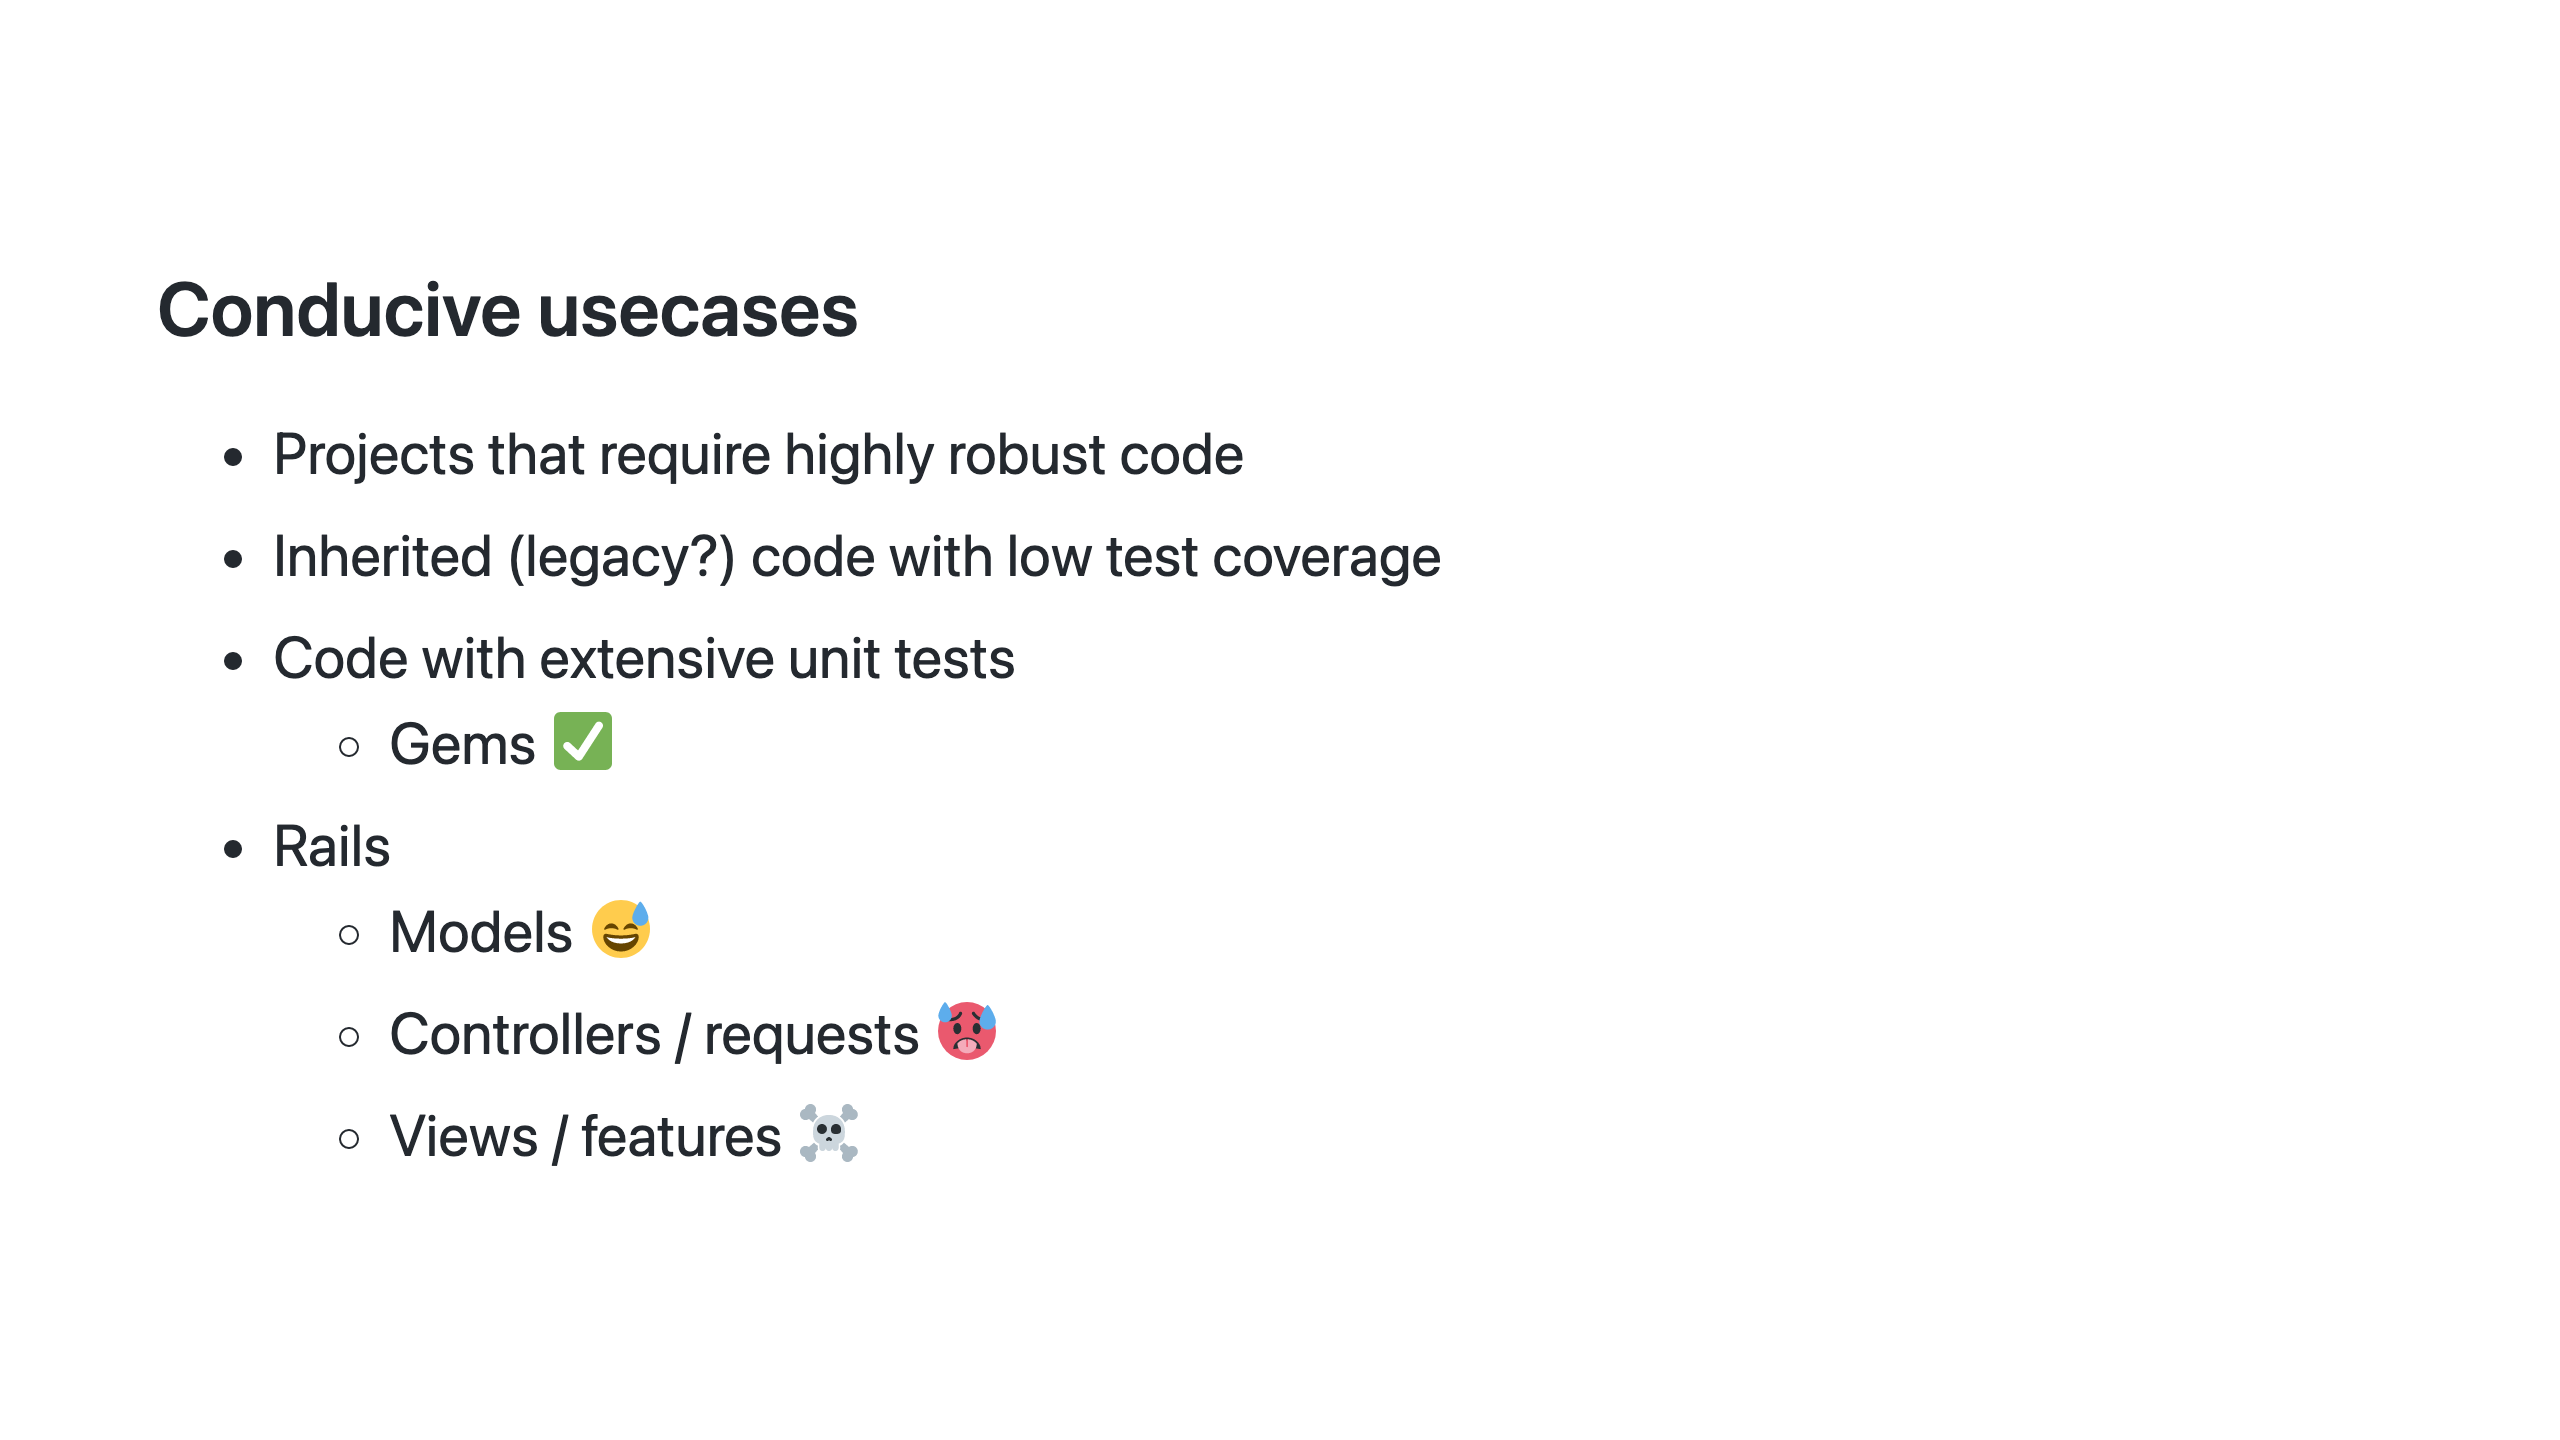 Conducive usecases
• Projects that require highly robust code
• Inherited (legacy?) code with low test coverage
• Code with extensive unit tests
◦ Gems ✅
• Rails
◦ Models 😅
◦ Controllers / requests 🥵
◦ Views / features ☠️